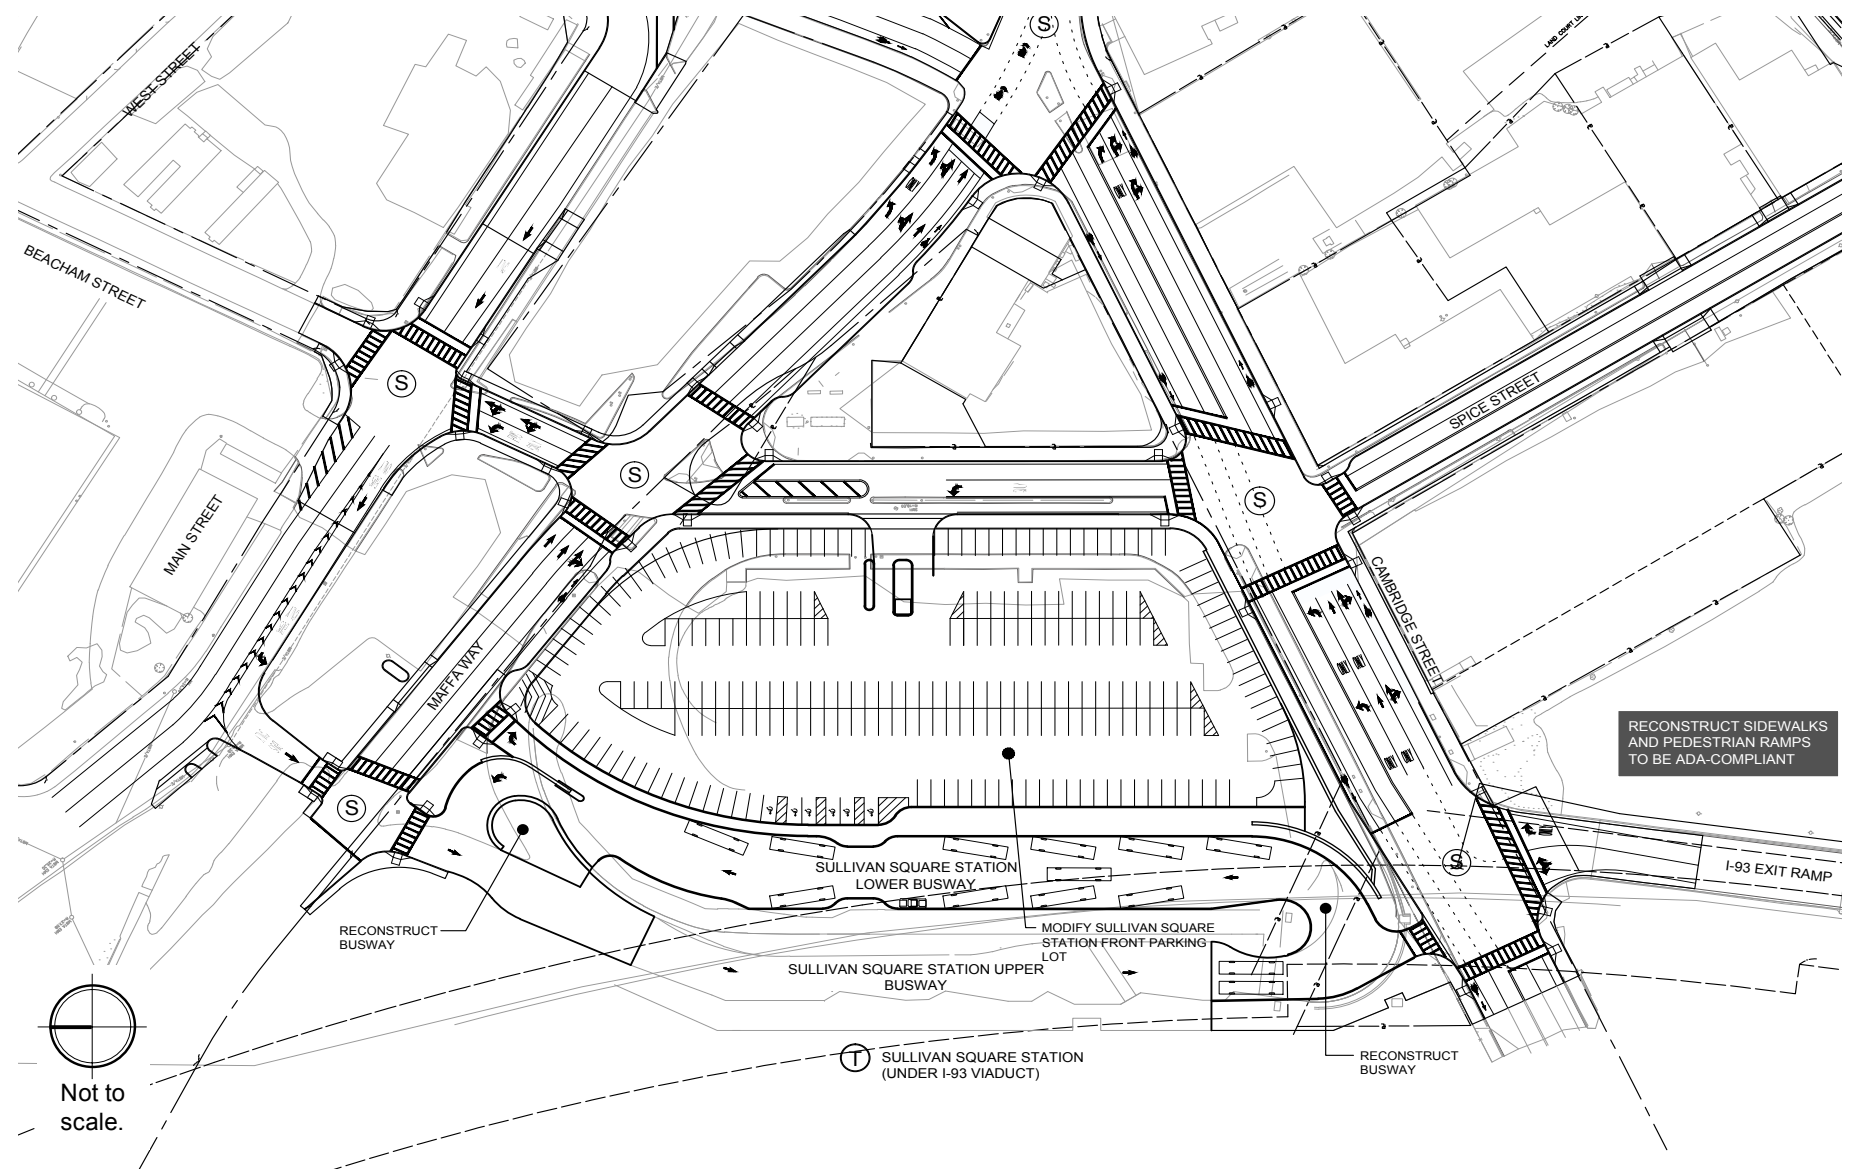 S
LAND COURT
WEST STREET
BEACHAM STREET
S
SPICE STREET
S
S
MAIN STREET
CAMBRIDGE STREET
MAFFA WAY
RECONSTRUCT SIDEWALKS
AND PEDESTRIAN RAMPS
TO BE ADA-COMPLIANT
S
S
SULLIVAN SQUARE STATION
LOWER BUSWAY
I-93 EXIT RAMP
RECONSTRUCT
BUSWAY
MODIFY SULLIVAN SQUARE
STATION FRONT PARKING
LOT
SULLIVAN SQUARE STATION UPPER
BUSWAY
T
SULLIVAN SQUARE STATION
(UNDER I-93 VIADUCT)
RECONSTRUCT
BUSWAY
Not to
scale.